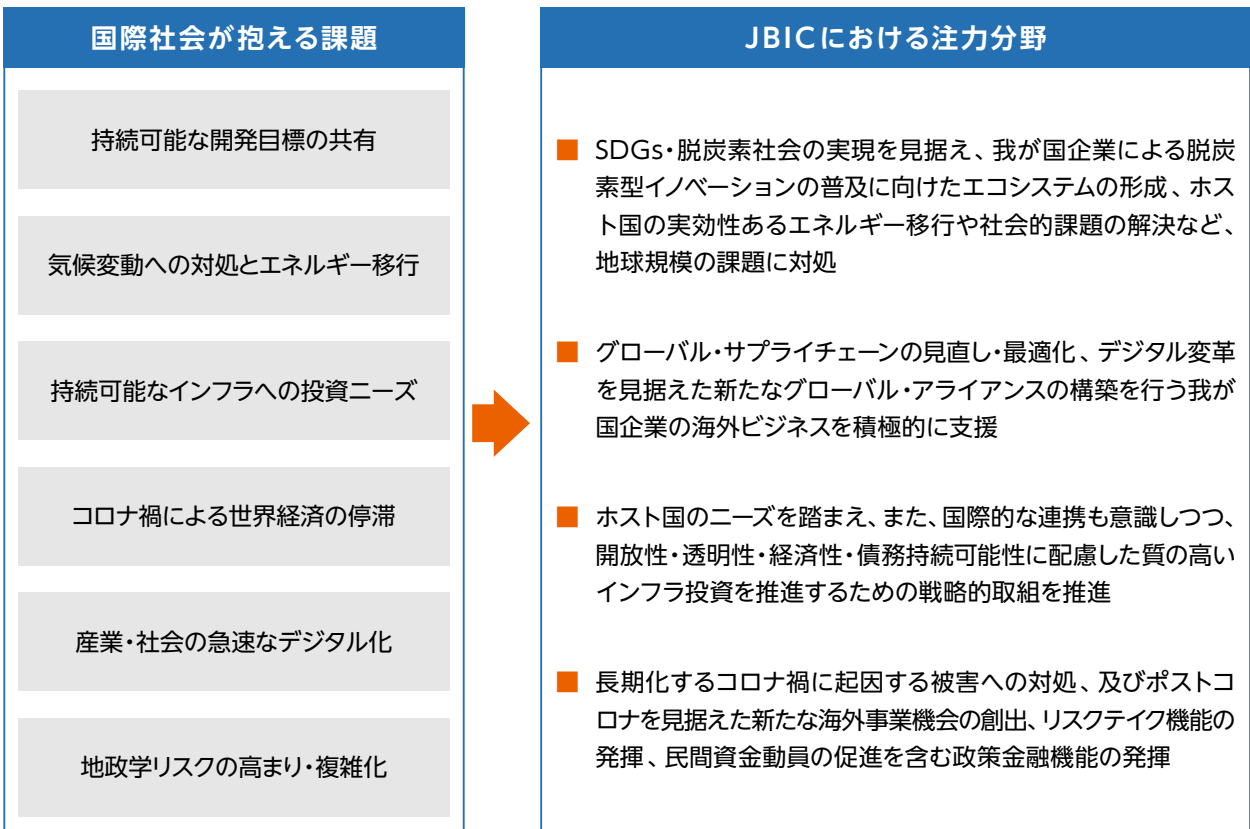 国際社会が抱える課題
持続可能な開発目標の共有
気候変動への対処とエネルギー移行
持続可能なインフラへの投資ニーズ
コロナ禍による世界経済の停滞
産業・社会の急速なデジタル化
地政学リスクの高まり・複雑化
JBICにおける注力分野
■ SDGs・脱炭素社会の実現を見据え、我が国企業による脱炭
素型イノベーションの普及に向けたエコシステムの形成、ホス
ト国の実効性あるエネルギー移行や社会的課題の解決など、
地球規模の課題に対処
■ グローバル・サプライチェーンの見直し・最適化、デジタル変革
を見据えた新たなグローバル・アライアンスの構築を行う我が
国企業の海外ビジネスを積極的に支援
■ ホスト国のニーズを踏まえ、また、国際的な連携も意識しつつ、
開放性・透明性・経済性・債務持続可能性に配慮した質の高い
インフラ投資を推進するための戦略的取組を推進
■ 長期化するコロナ禍に起因する被害への対処、及びポストコ
ロナを見据えた新たな海外事業機会の創出、リスクテイク機能の
発揮、民間資金動員の促進を含む政策金融機能の発揮